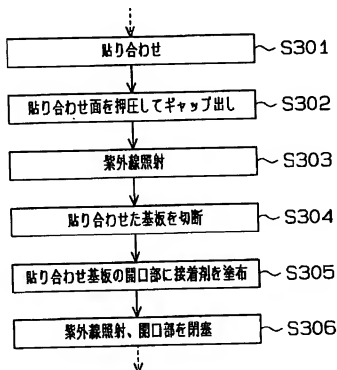 貼り合わせ S301
貼り合わせ面を押圧してギャップ出し S302
紫外線照射 S303
貼り合わせた基板を切断 S304
貼り合わせ基板の開口部に接着剤を塗布 S305
紫外線照射、開口部を閉塞 S306